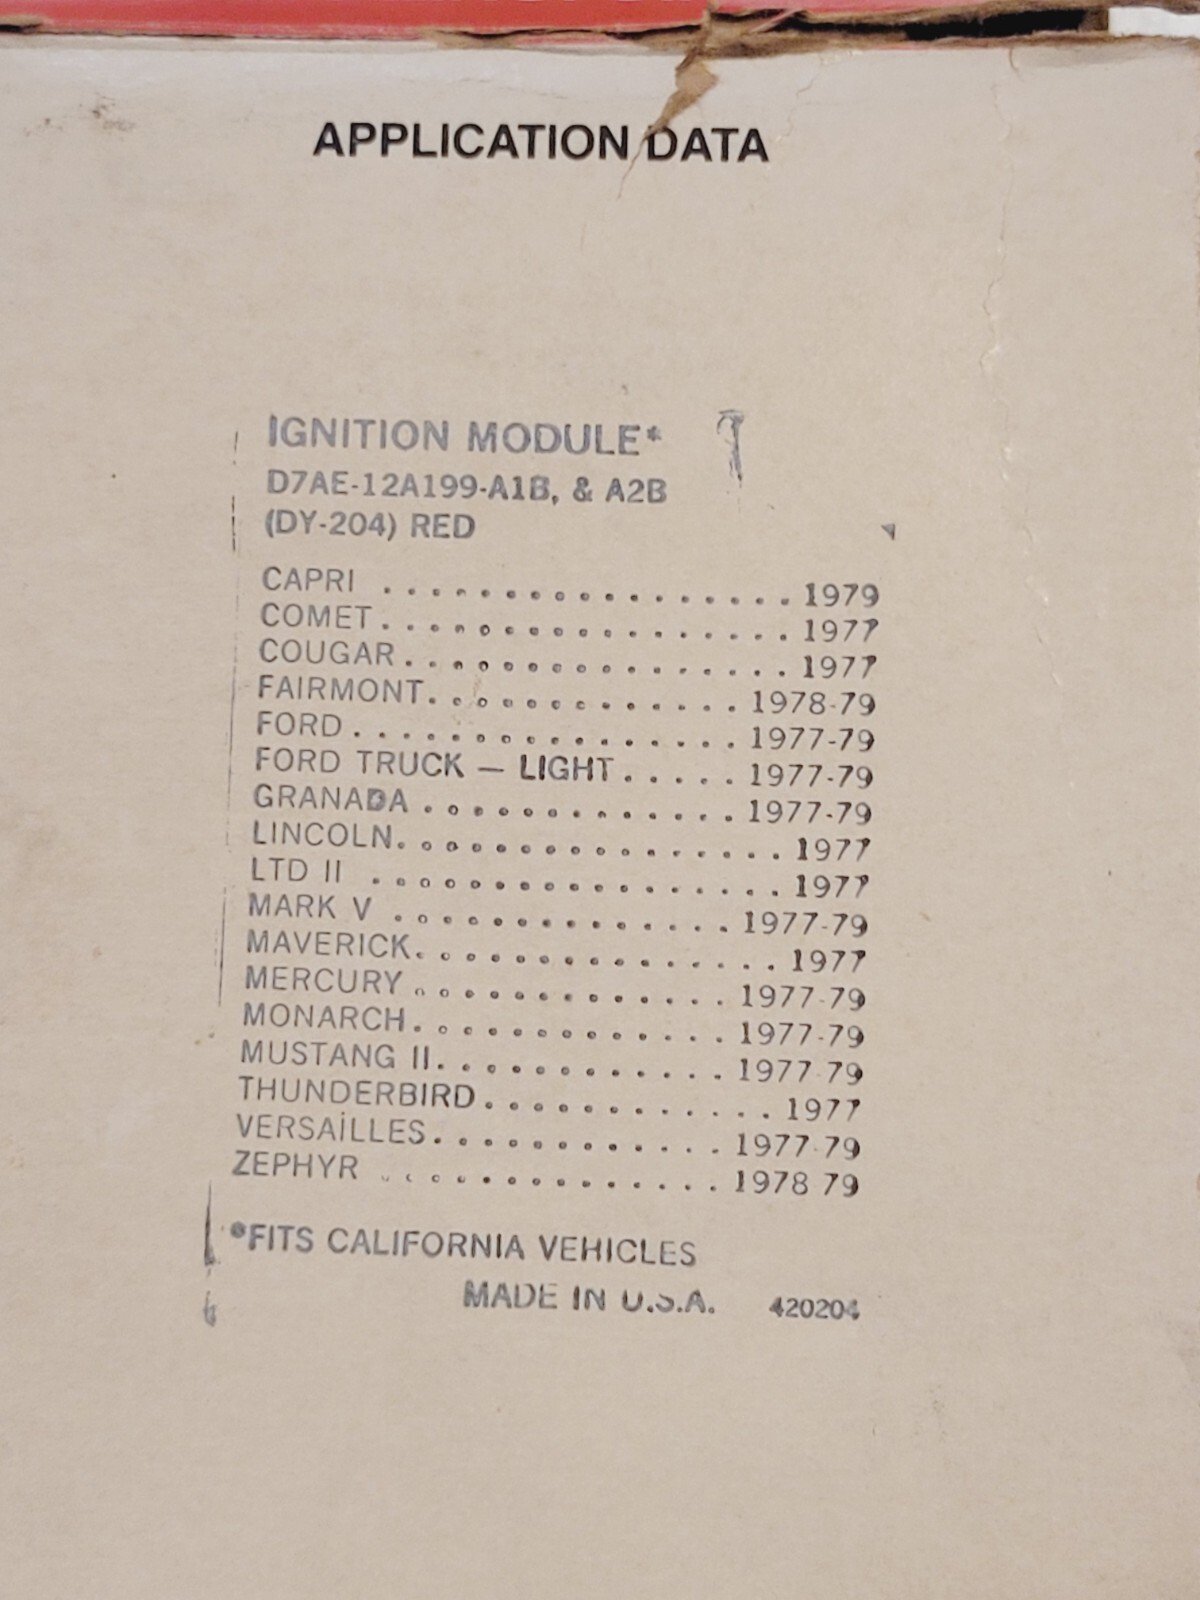 APPLICATION DATA
IGNITION MODULE*
D7AE-12A199-A1B, & A2B
(DY-204) RED
CAPRI . . . . . . . . . . . . . . . . . 1979
COMET . . . . . . . . . . . . . . . . . 1977
COUGAR . . . . . . . . . . . . . . . . 1977
FAIRMONT . . . . . . . . . . . . . 1978-79
FORD . . . . . . . . . . . . . . . . 1977-79
FORD TRUCK — LIGHT . . . . . 1977-79
GRANADA . . . . . . . . . . . . . 1977-79
LINCOLN . . . . . . . . . . . . . . . . 1977
LTD II . . . . . . . . . . . . . . . . . 1977
MARK V . . . . . . . . . . . . . . 1977-79
MAVERICK . . . . . . . . . . . . . . . 1977
MERCURY . . . . . . . . . . . . . 1977-79
MONARCH . . . . . . . . . . . . . 1977-79
MUSTANG II . . . . . . . . . . . . 1977 79
THUNDERBIRD . . . . . . . . . . . . 1977
VERSAILLES . . . . . . . . . . . . 1977-79
ZEPHYR . . . . . . . . . . . . . . 1978 79
*FITS CALIFORNIA VEHICLES
MADE IN U.S.A. 420204